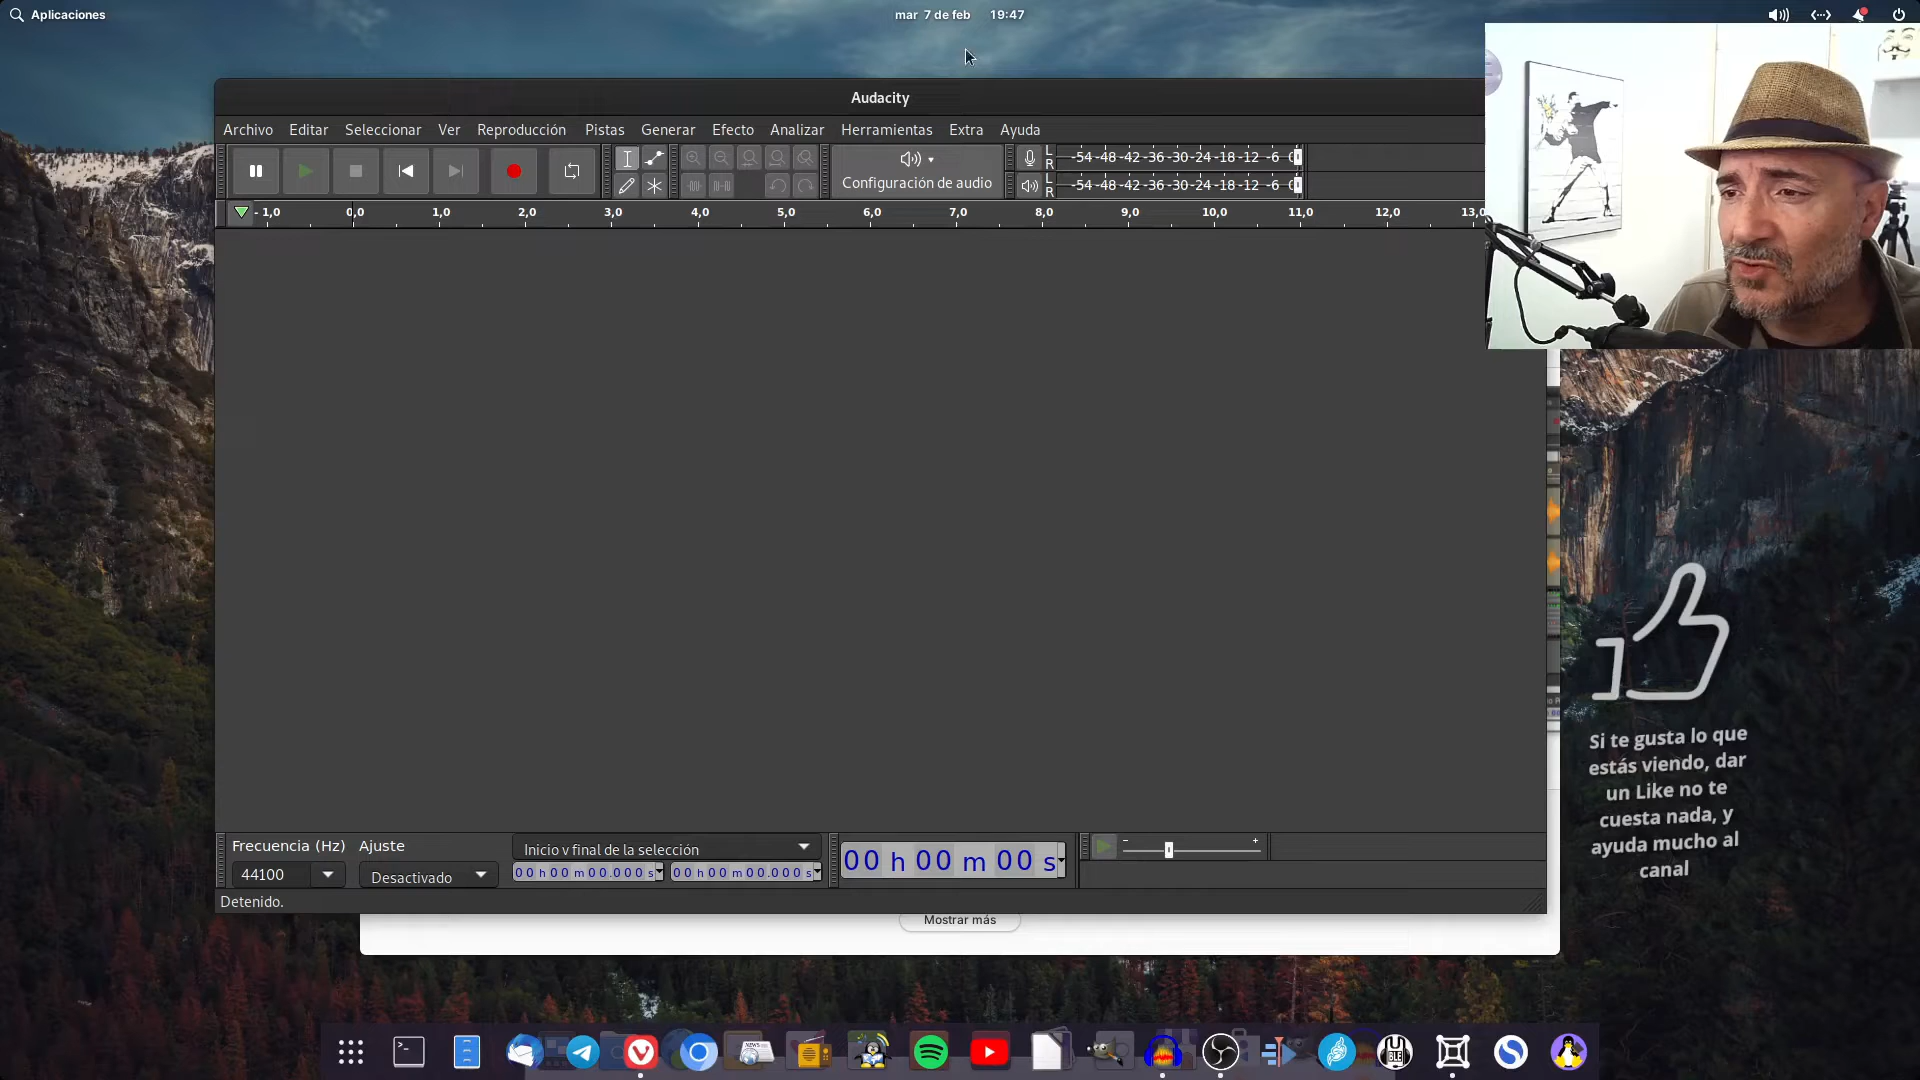 Aplicaciones
mar 7 de feb 19:47
Audacity
Archivo Editar Seleccionar Ver Reproducción Pistas Generar Efecto Analizar Herramientas Extra Ayuda
L -54 -48 -42 -36 -30 -24 -18 -12 -6 0
R
Configuración de audio
L -54 -48 -42 -36 -30 -24 -18 -12 -6 0
R
- 1,0 0,0 1,0 2,0 3,0 4,0 5,0 6,0 7,0 8,0 9,0 10,0 11,0 12,0 13,0
Si te gusta lo que
estás viendo, dar
un Like no te
cuesta nada, y
ayuda mucho al
canal
Frecuencia (Hz) Ajuste
Inicio y final de la selección
44100 Desactivado
00 h 00 m 00.000 s 00 h 00 m 00.000 s
00 h 00 m 00 s
Detenido.
Mostrar más
NEWS
BLE